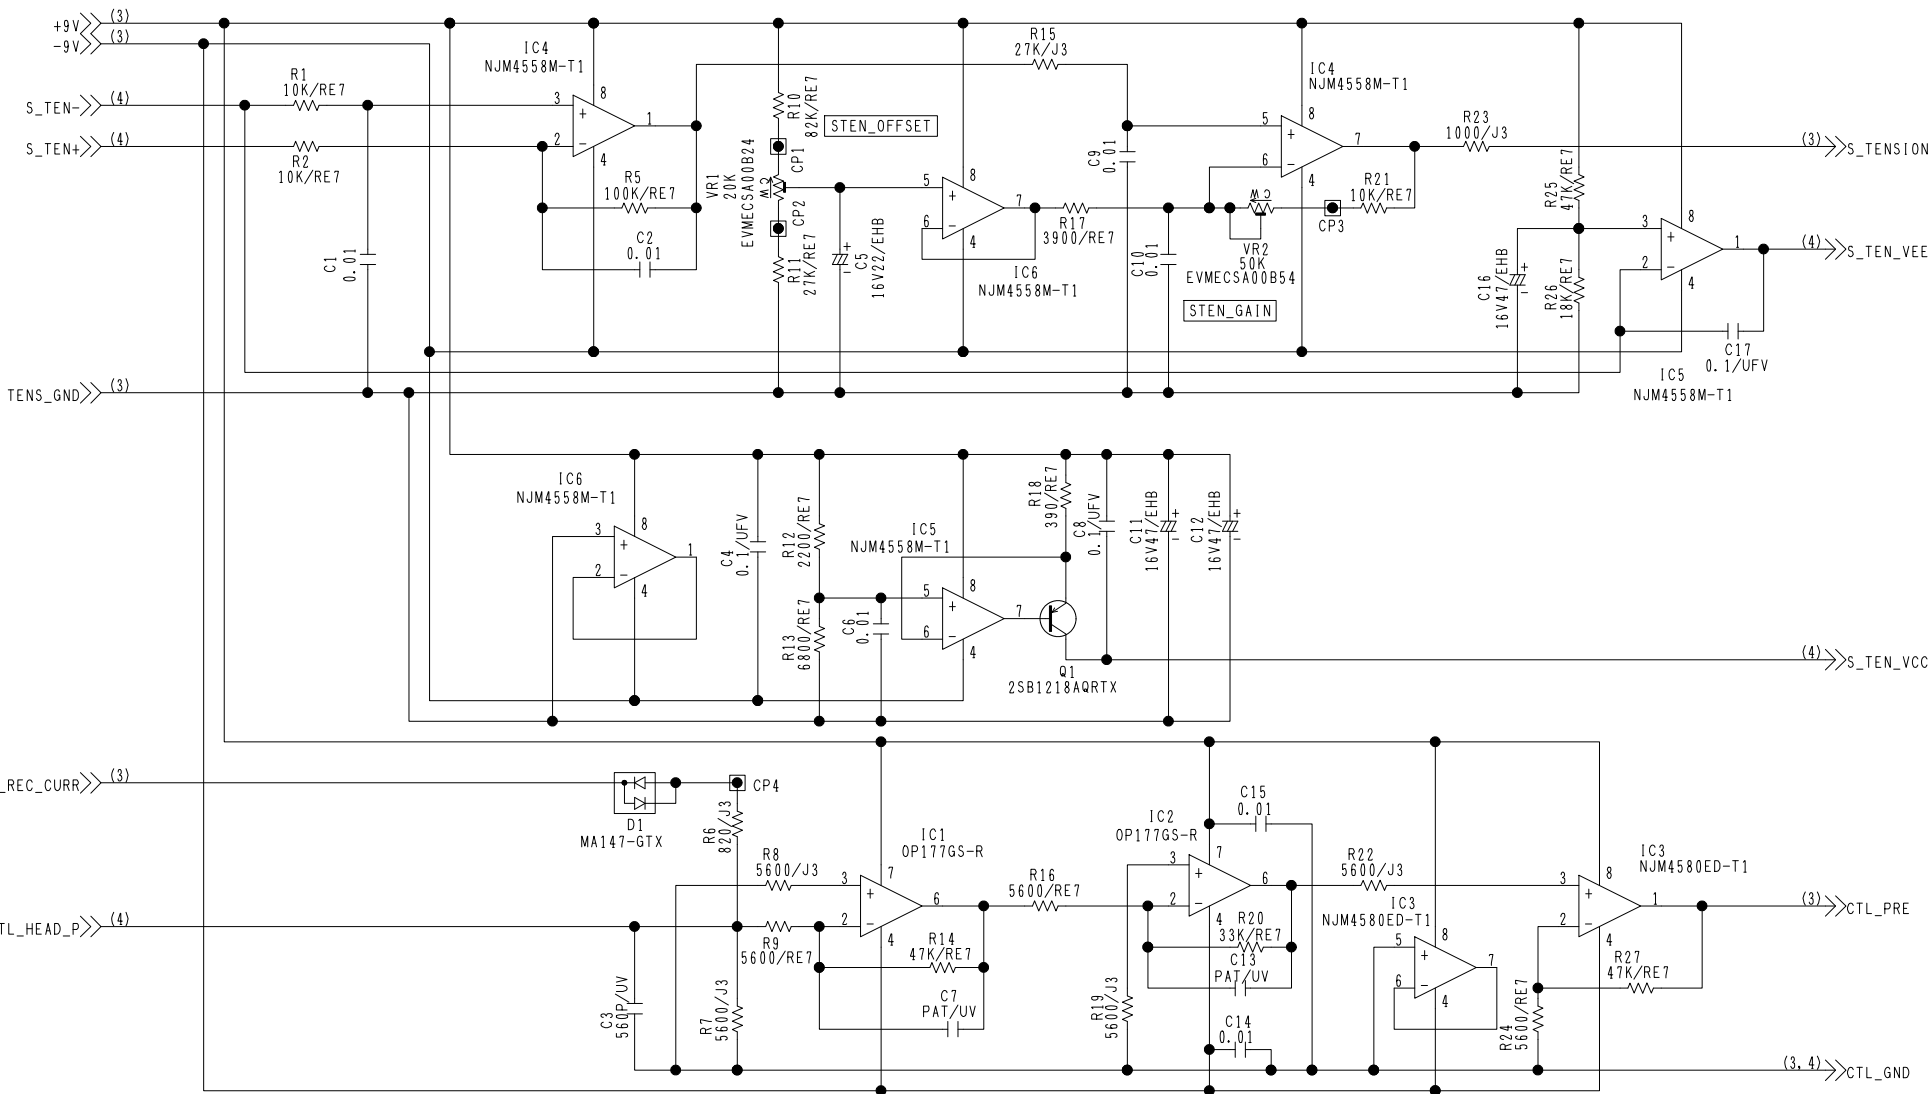 +9V (3)
-9V (3)
S_TEN- (4)
S_TEN+ (4)
TENS_GND (3)
R1
10K/RE7
R2
10K/RE7
C1
0.01
IC4
NJM4558M-T1
3
2
8
4
1
+
-
R5
100K/RE7
C2
0.01
R10
82K/RE7
CP1
STEN_OFFSET
VR1
20K
EVMECSA00B24
CW
CP2
R11
27K/RE7
C5
16V22/EHB
+
-
5
6
8
4
7
+
-
IC6
NJM4558M-T1
R15
27K/J3
R17
3900/RE7
C9
0.01
C10
0.01
IC4
NJM4558M-T1
5
6
8
4
7
+
-
CW
VR2
50K
EVMECSA00B54
STEN_GAIN
CP3
R21
10K/RE7
R23
1000/J3
(3) S_TENSION
R25
47K/RE7
R26
18K/RE7
C16
16V47/EHB
+
-
3
2
8
4
1
+
-
(4) S_TEN_VEE
C17
0.1/UFV
IC5
NJM4558M-T1
IC6
NJM4558M-T1
3
2
8
4
1
+
-
C4
0.1/UFV
R12
2200/RE7
R13
6800/RE7
C6
0.01
IC5
NJM4558M-T1
5
6
8
4
7
+
-
R18
390/RE7
C8
0.1/UFV
C11
16V47/EHB
+
-
C12
16V47/EHB
+
-
Q1
2SB1218AQRTX
(4) S_TEN_VCC
_REC_CURR (3)
D1
MA147-GTX
CP4
R6
820/J3
TL_HEAD_P (4)
C3
560P/UV
R7
5600/J3
R8
5600/J3
R9
5600/RE7
IC1
OP177GS-R
3
2
7
4
6
+
-
R14
47K/RE7
C7
PAT/UV
R16
5600/RE7
R19
5600/J3
IC2
OP177GS-R
3
2
7
4
6
+
-
C15
0.01
R20
33K/RE7
C13
PAT/UV
C14
0.01
R22
5600/J3
IC3
NJM4580ED-T1
5
6
8
4
7
+
-
IC3
NJM4580ED-T1
3
2
8
4
1
+
-
R24
5600/RE7
R27
47K/RE7
(3) CTL_PRE
(3,4) CTL_GND